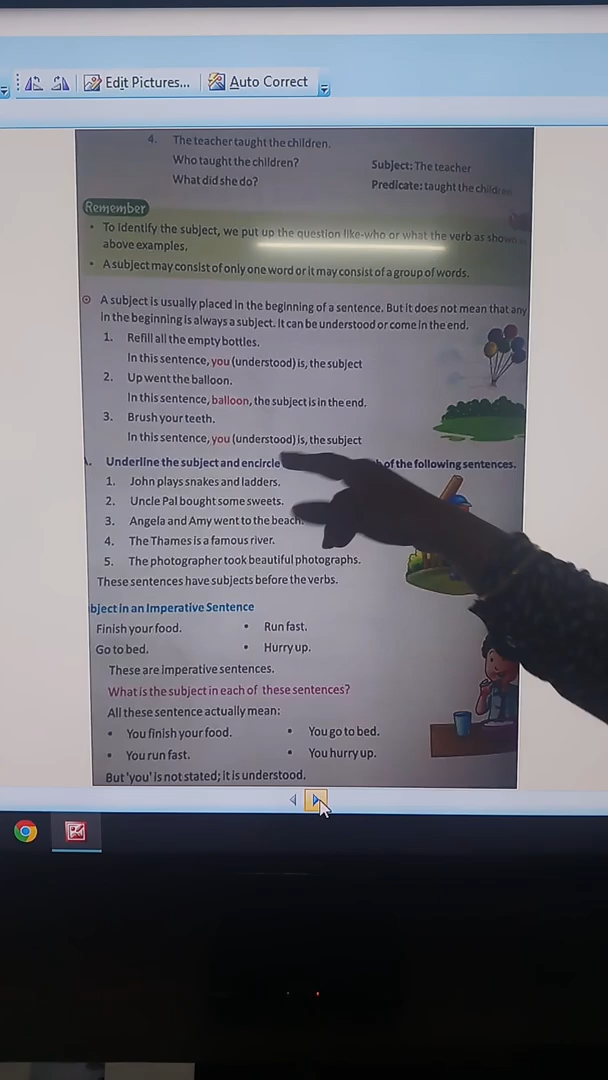 Edit Pictures...
Auto Correct
4. The teacher taught the children.
Who taught the children? Subject: The teacher
What did she do? Predicate: taught the children
Remember
• To identify the subject, we put up the question like-who or what the verb as shown
above examples.
• A subject may consist of only one word or it may consist of a group of words.
A subject is usually placed in the beginning of a sentence. But it does not mean that any
in the beginning is always a subject. It can be understood or come in the end.
1. Refill all the empty bottles.
In this sentence, you (understood) is, the subject
2. Up went the balloon.
In this sentence, balloon, the subject is in the end.
3. Brush your teeth.
In this sentence, you (understood) is, the subject
Underline the subject and encircle of the following sentences.
1. John plays snakes and ladders.
2. Uncle Pal bought some sweets.
3. Angela and Amy went to the beach.
4. The Thames is a famous river.
5. The photographer took beautiful photographs.
These sentences have subjects before the verbs.
bject in an Imperative Sentence
Finish your food. • Run fast.
Go to bed. • Hurry up.
These are imperative sentences.
What is the subject in each of these sentences?
All these sentence actually mean:
• You finish your food. • You go to bed.
• You run fast. • You hurry up.
But 'you' is not stated; it is understood.